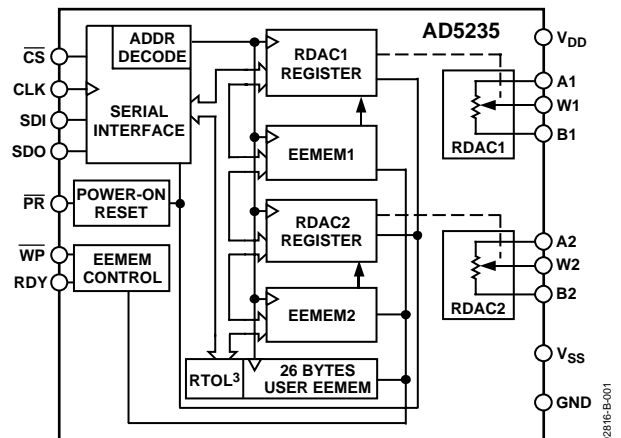 AD5235
CS
CLK
SDI
SDO
PR
WP
RDY
ADDR
DECODE
SERIAL
INTERFACE
POWER-ON
RESET
EEMEM
CONTROL
RDAC1
REGISTER
EEMEM1
RDAC2
REGISTER
EEMEM2
RTOL3
26 BYTES
USER EEMEM
RDAC1
RDAC2
VDD
A1
W1
B1
A2
W2
B2
VSS
GND
02816-B-001